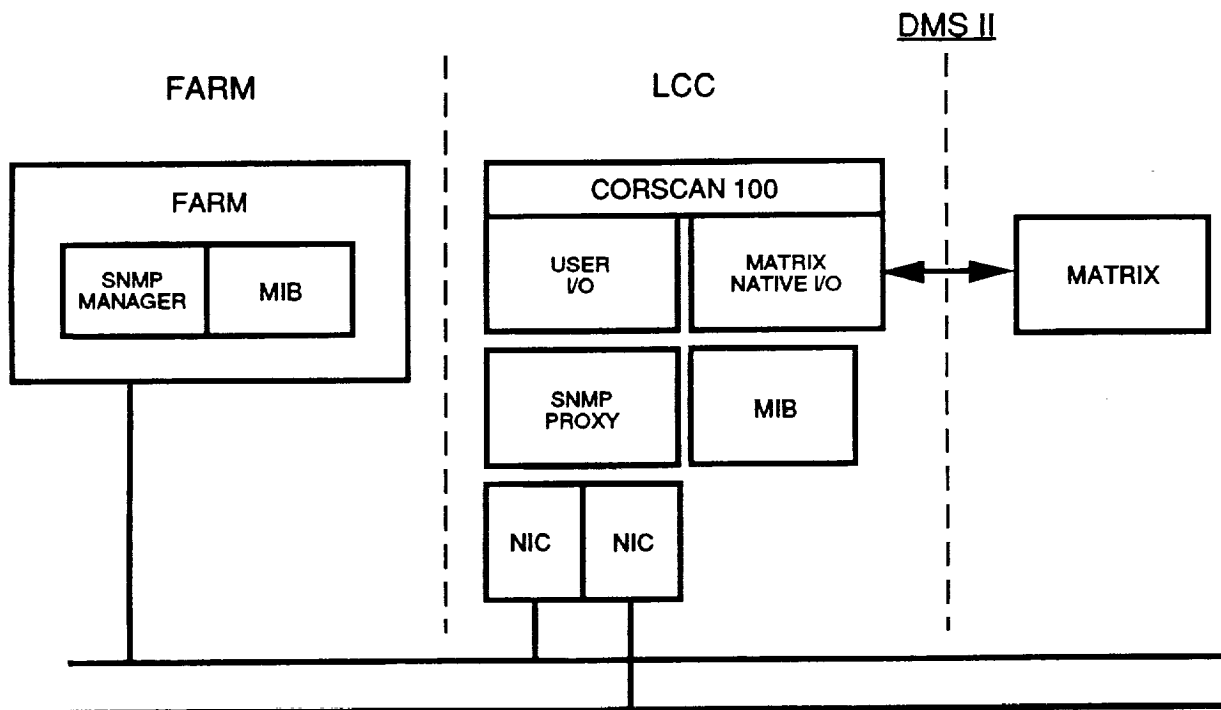 DMS II
FARM
LCC
FARM
SNMP
MANAGER
MIB
CORSCAN 100
USER
I/O
MATRIX
NATIVE I/O
MATRIX
SNMP
PROXY
MIB
NIC
NIC